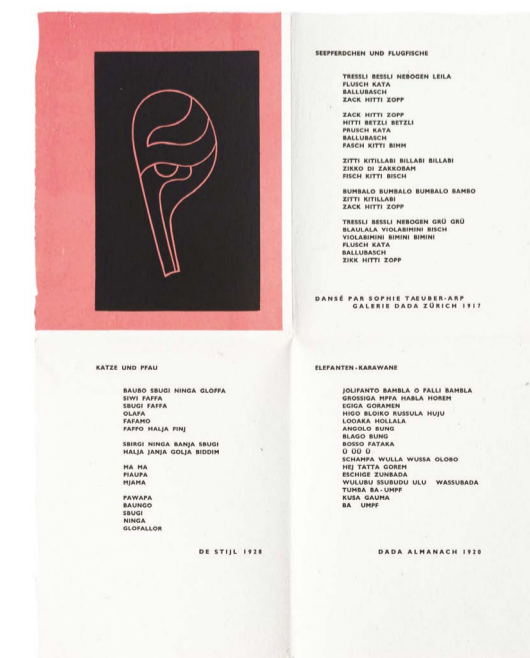 SEEPFERDCHEN UND FLUGFISCHE
TRESSLI BESSLI NEBOGEN LEILA
FLUSCH KATA
BALLUBASCH
ZACK HITTI ZOPP
ZACK HITTI ZOPP
HITTI BETZLI BETZLI
PRUSCH KATA
BALLUBASCH
FASCH KITTI BIMM
ZITTI KITILLABI BILLABI BILLABI
ZIKKO DI ZAKKOBAM
FISCH KITTI BISCH
BUMBALO BUMBALO BUMBALO BAMBO
ZITTI KITILLABI
ZACK HITTI ZOPP
TRESSLI BESSLI NEBOGEN GRÜ GRÜ
BLAULALA VIOLABIMINI BISCH
VIOLABIMINI BIMINI BIMINI
FLUSCH KATA
BALLUBASCH
ZIKK HITTI ZOPP
DANSÉ PAR SOPHIE TAEUBER-ARP
GALERIE DADA ZÜRICH 1917
KATZE UND PFAU
BAUBO SBUGI NINGA GLOFFA
SIWI FAFFA
SBUGI FAFFA
OLAFA
FAFAMO
FAFFO HALJA FINJ
SBIRGI NINGA BANJA SBUGI
HALJA JANJA GOLJA BIDDIM
MA MA
PIAUPA
MJAMA
PAWAPA
BAUNGO
SBUGI
NINGA
GLOFALLOR
DE STIJL 1920
ELEFANTEN-KARAWANE
JOLIFANTO BAMBLA O FALLI BAMBLA
GROSSIGA MPFA HABLA HOREM
EGIGA GORAMEN
HIGO BLOIKO RUSSULA HUJU
LOOAKA HOLLALA
ANGOLO BUNG
BLAGO BUNG
BOSSO FATAKA
Ü ÜÜ Ü
SCHAMPA WULLA WUSSA OLOBO
HEJ TATTA GOREM
ESCHIGE ZUNBADA
WULUBU SSUBUDU ULU WASSUBADA
TUMBA BA-UMPF
KUSA GAUMA
BA UMPF
DADA ALMANACH 1920